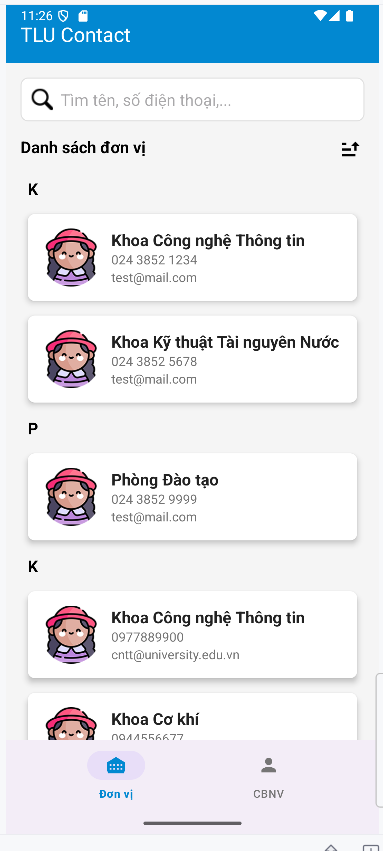 11:26
TLU Contact
Tìm tên, số điện thoại,...
Danh sách đơn vị
K
Khoa Công nghệ Thông tin
024 3852 1234
test@mail.com
Khoa Kỹ thuật Tài nguyên Nước
024 3852 5678
test@mail.com
P
Phòng Đào tạo
024 3852 9999
test@mail.com
K
Khoa Công nghệ Thông tin
0977889900
cntt@university.edu.vn
Khoa Cơ khí
0944556677
Đơn vị
CBNV